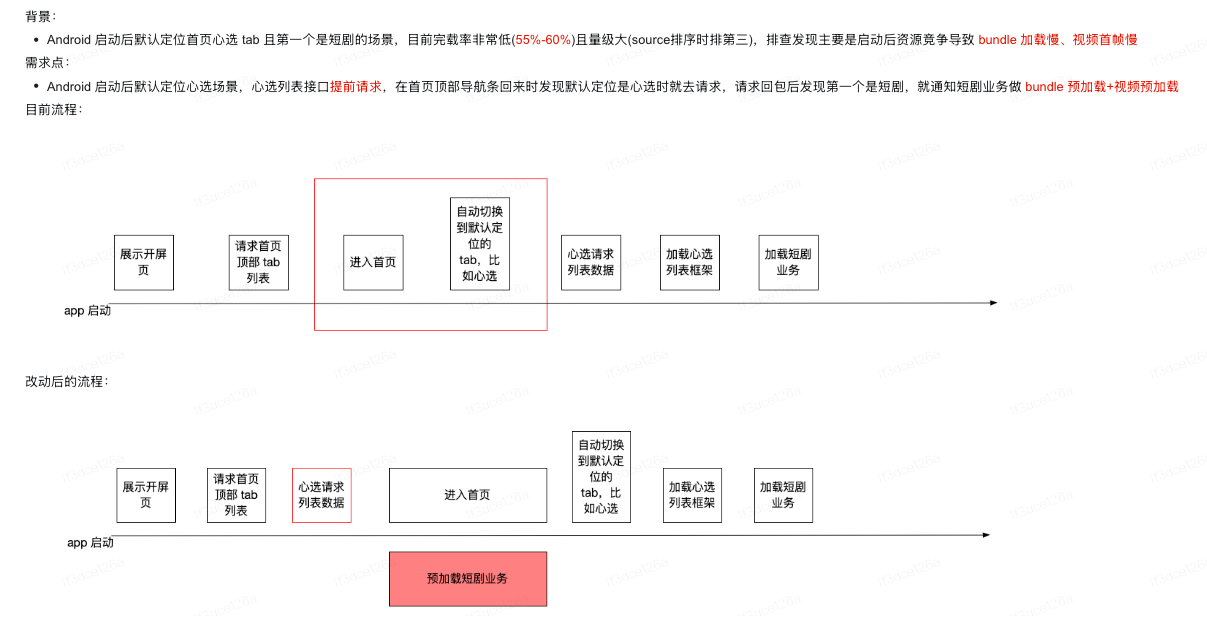 背景：
• Android 启动后默认定位首页心选 tab 且第一个是短剧的场景，目前完载率非常低(55%-60%)且量级大(source排序时排第三)，排查发现主要是启动后资源竞争导致 bundle 加载慢、视频首帧慢
需求点：
• Android 启动后默认定位心选场景，心选列表接口提前请求，在首页顶部导航条回来时发现默认定位是心选时就去请求，请求回包后发现第一个是短剧，就通知短剧业务做 bundle 预加载+视频预加载
目前流程：
展示开屏
页
请求首页
顶部 tab
列表
进入首页
自动切换
到默认定
位的
tab，比
如心选
心选请求
列表数据
加载心选
列表框架
加载短剧
业务
app 启动
改动后的流程：
展示开屏
页
请求首页
顶部 tab
列表
心选请求
列表数据
进入首页
自动切换
到默认定
位的
tab，比
如心选
加载心选
列表框架
加载短剧
业务
app 启动
预加载短剧业务